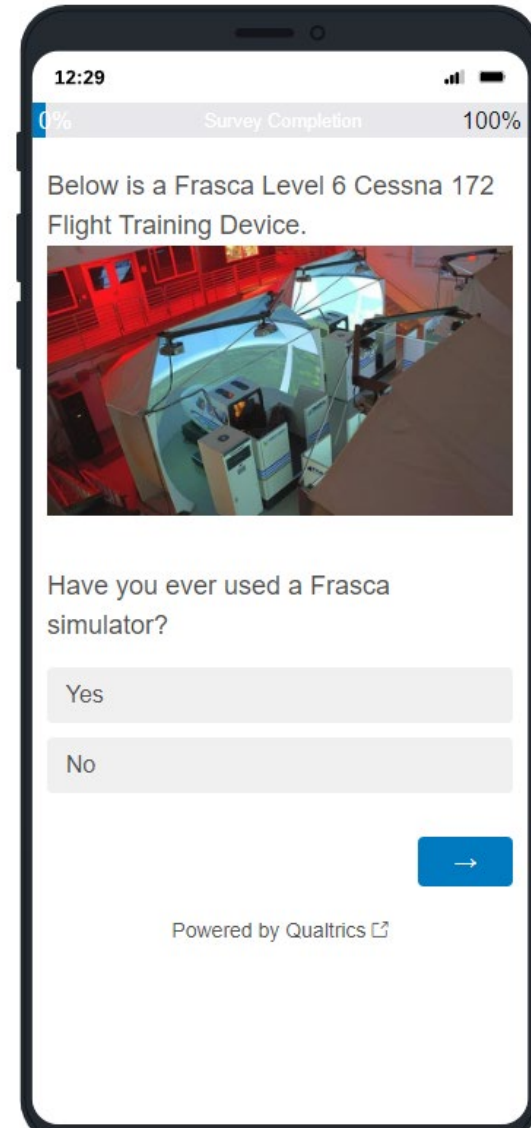 12:29
0% Survey Completion 100%
Below is a Frasca Level 6 Cessna 172
Flight Training Device.
Have you ever used a Frasca
simulator?
Yes
No
→
Powered by Qualtrics